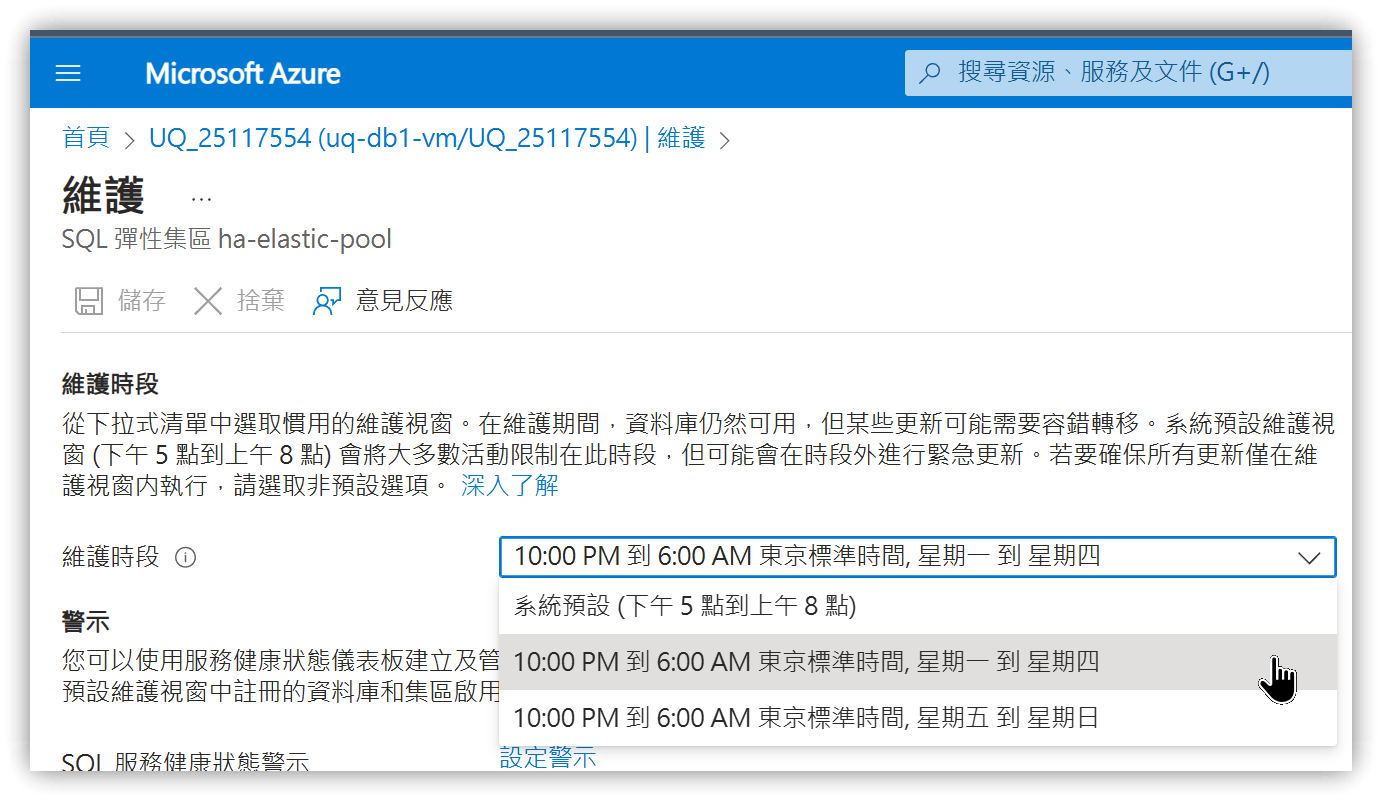 Microsoft Azure
搜尋資源、服務及文件 (G+/)
首頁 > UQ_25117554 (uq-db1-vm/UQ_25117554) | 維護 >
維護 ...
SQL 彈性集區 ha-elastic-pool
儲存 捨棄 意見反應
維護時段
從下拉式清單中選取慣用的維護視窗。在維護期間，資料庫仍然可用，但某些更新可能需要容錯轉移。系統預設維護視
窗 (下午 5 點到上午 8 點) 會將大多數活動限制在此時段，但可能會在時段外進行緊急更新。若要確保所有更新僅在維
護視窗內執行，請選取非預設選項。 深入了解
維護時段 10:00 PM 到 6:00 AM 東京標準時間, 星期一 到 星期四
系統預設 (下午 5 點到上午 8 點)
10:00 PM 到 6:00 AM 東京標準時間, 星期一 到 星期四
10:00 PM 到 6:00 AM 東京標準時間, 星期五 到 星期日
警示
您可以使用服務健康狀態儀表板建立及管
預設維護視窗中註冊的資料庫和集區啟用
SQL 服務健康狀態警示 設定警示